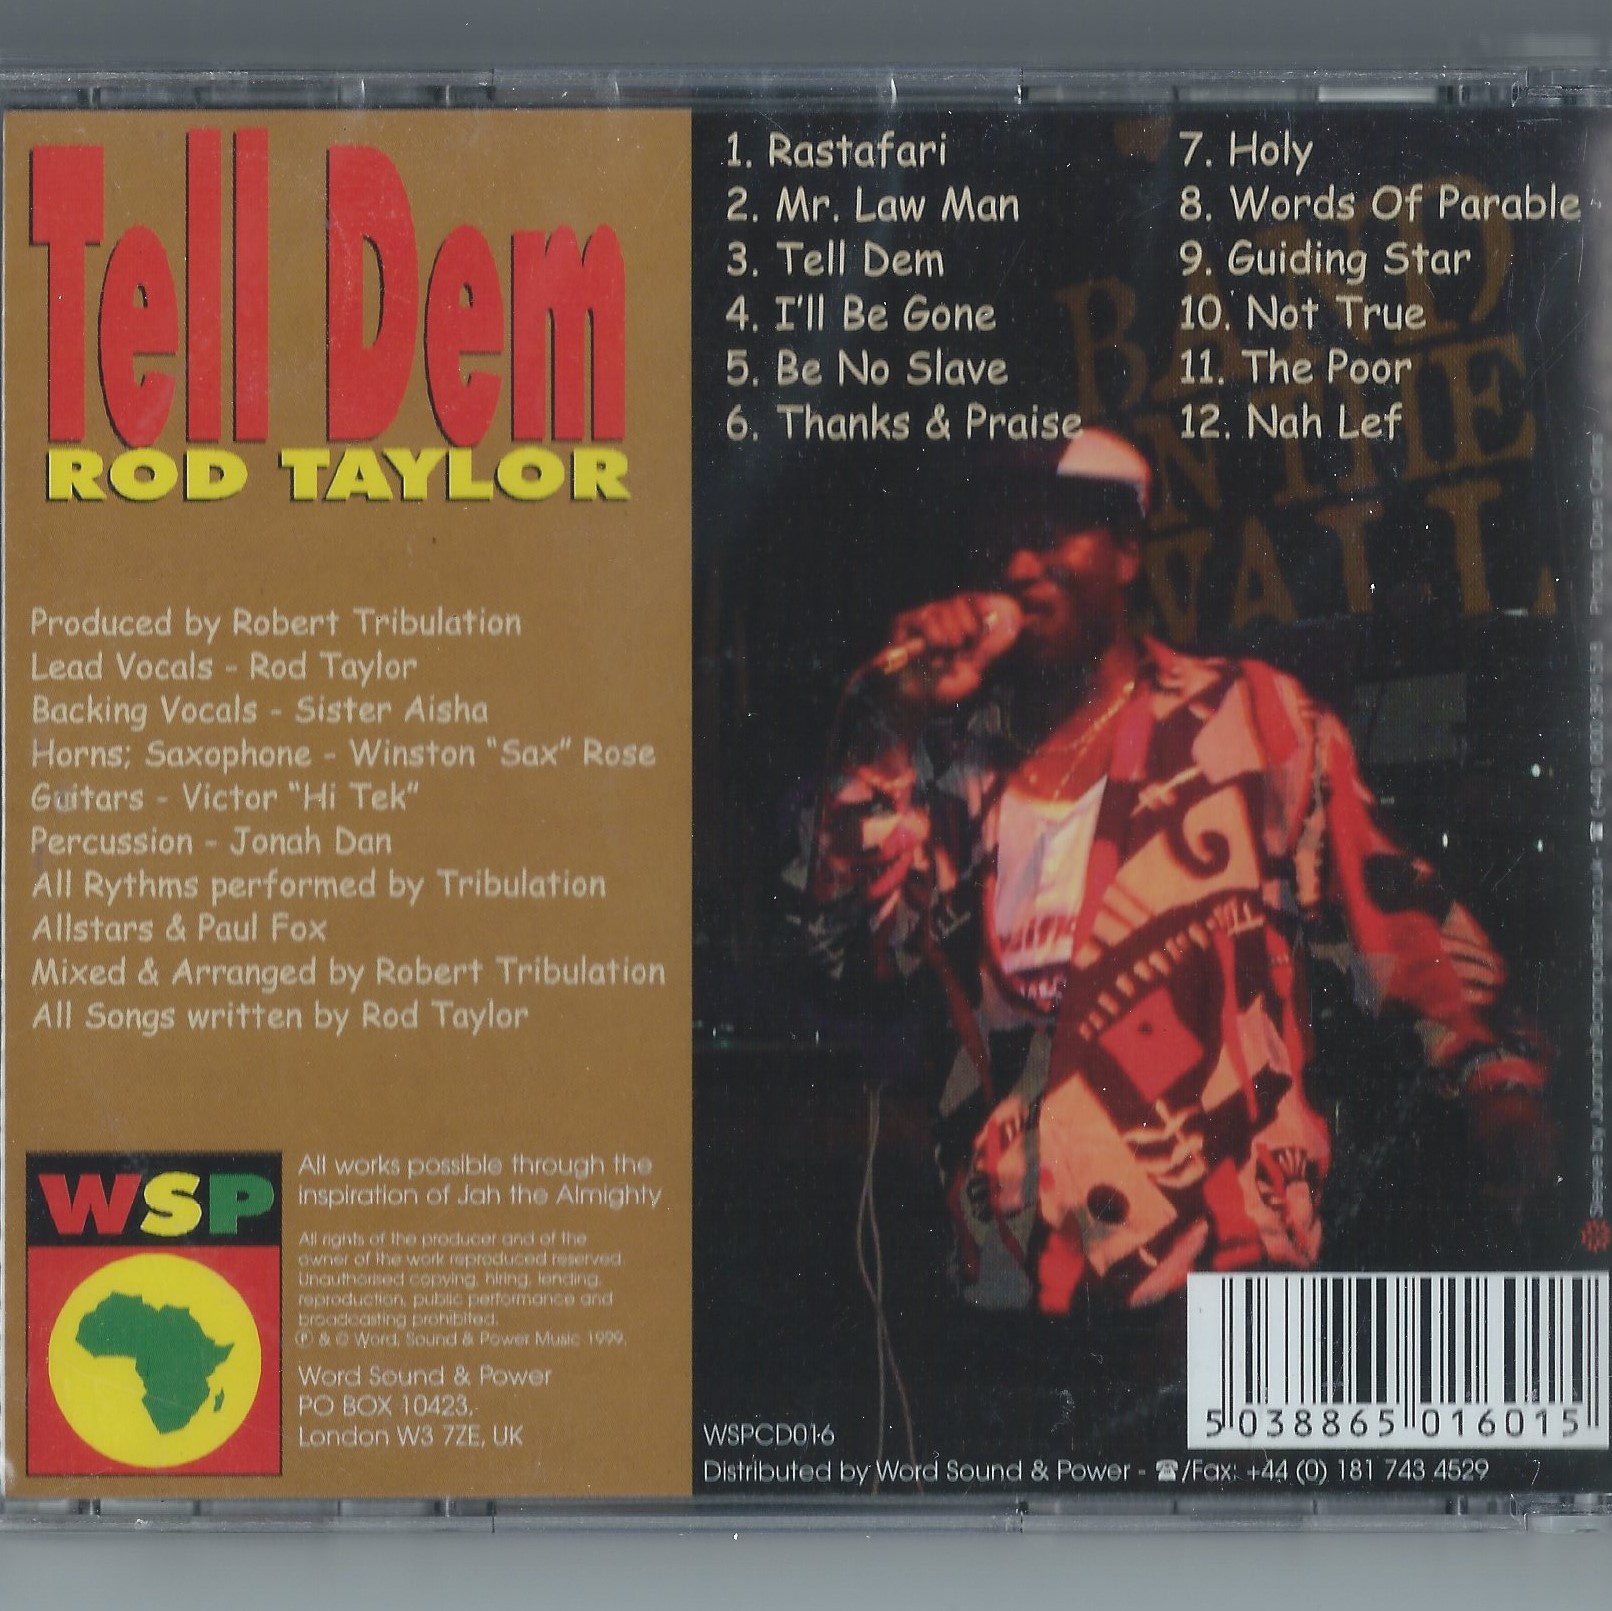 Tell Dem
ROD TAYLOR
Produced by Robert Tribulation
Lead Vocals - Rod Taylor
Backing Vocals - Sister Aisha
Horns; Saxophone - Winston “Sax” Rose
Guitars - Victor “Hi Tek”
Percussion - Jonah Dan
All Rythms performed by Tribulation
Allstars & Paul Fox
Mixed & Arranged by Robert Tribulation
All Songs written by Rod Taylor
WSP
All works possible through the
inspiration of Jah the Almighty
All rights of the producer and of the
owner of the work reproduced reserved.
Unauthorised copying, hiring, lending,
reproduction, public performance and
broadcasting prohibited.
℗ & © Word, Sound & Power Music 1999.
Word Sound & Power
PO BOX 10423,
London W3 7ZE, UK
1. Rastafari
2. Mr. Law Man
3. Tell Dem
4. I'll Be Gone
5. Be No Slave
6. Thanks & Praise
7. Holy
8. Words Of Parable
9. Guiding Star
10. Not True
11. The Poor
12. Nah Lef
BAND
ON THE
WALL
WSPCD016
Distributed by Word Sound & Power - ☎/Fax: +44 (0) 181 743 4529
5 038865 016015
Sleeve by